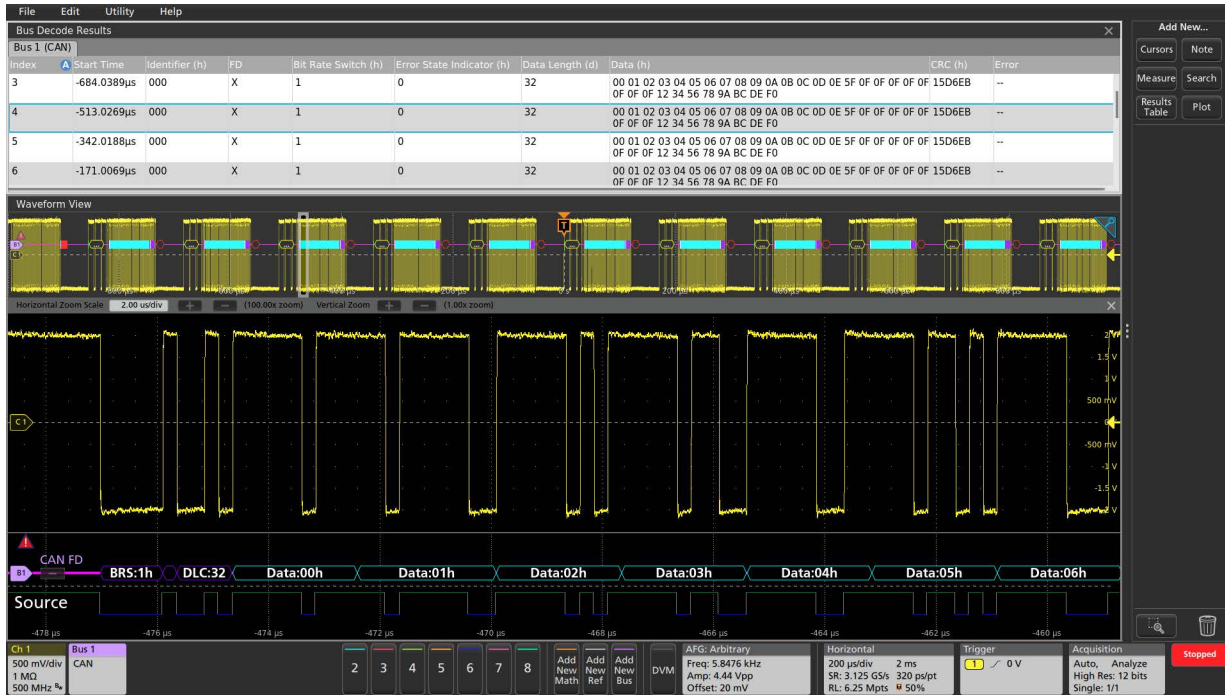 File Edit Utility Help
Bus Decode Results
Add New...
Bus 1 (CAN)
Cursors Note
Index A Start Time Identifier (h) FD Bit Rate Switch (h) Error State Indicator (h) Data Length (d) Data (h) CRC (h) Error
3 -684.0389µs 000 X 1 0 32 00 01 02 03 04 05 06 07 08 09 0A 0B 0C 0D 0E 5F 0F 0F 0F 0F 0F 15D6EB --
0F 0F 0F 12 34 56 78 9A BC DE F0
Measure Search
4 -513.0269µs 000 X 1 0 32 00 01 02 03 04 05 06 07 08 09 0A 0B 0C 0D 0E 5F 0F 0F 0F 0F 0F 15D6EB --
0F 0F 0F 12 34 56 78 9A BC DE F0
Results Table Plot
5 -342.0188µs 000 X 1 0 32 00 01 02 03 04 05 06 07 08 09 0A 0B 0C 0D 0E 5F 0F 0F 0F 0F 0F 15D6EB --
0F 0F 0F 12 34 56 78 9A BC DE F0
6 -171.0069µs 000 X 1 0 32 00 01 02 03 04 05 06 07 08 09 0A 0B 0C 0D 0E 5F 0F 0F 0F 0F 0F 15D6EB --
0F 0F 0F 12 34 56 78 9A BC DE F0
Waveform View
T
B1
C1
0 s
Horizontal Zoom Scale 2.00 us/div + − (100.00x zoom) Vertical Zoom + − (1.00x zoom)
1.5 V
1 V
500 mV
C 1
-500 mV
-1 V
-1.5 V
CAN FD
B1 BRS:1h DLC:32 Data:00h Data:01h Data:02h Data:03h Data:04h Data:05h Data:06h
Source
-478 µs -476 µs -474 µs -472 µs -470 µs -468 µs -466 µs -464 µs -462 µs -460 µs
Ch 1
500 mV/div
1 MΩ
500 MHz
Bus 1
CAN
2 3 4 5 6 7 8
Add New Math
Add New Ref
Add New Bus
DVM
AFG: Arbitrary
Freq: 5.8476 kHz
Amp: 4.44 Vpp
Offset: 20 mV
Horizontal
200 µs/div 2 ms
SR: 3.125 GS/s 320 ps/pt
RL: 6.25 Mpts 50%
Trigger
1 0 V
Acquisition
Auto, Analyze
High Res: 12 bits
Single: 1/1
Stopped